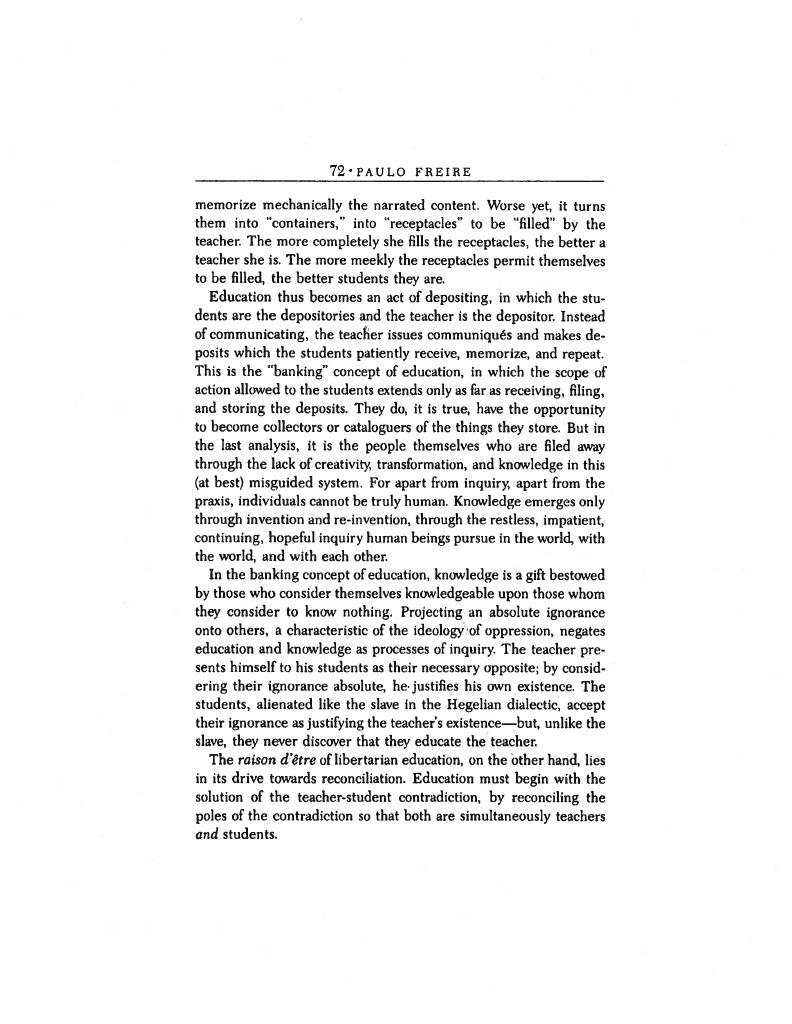 72 • PAULO FREIRE
memorize mechanically the narrated content. Worse yet, it turns
them into "containers," into "receptacles" to be "filled" by the
teacher. The more completely she fills the receptacles, the better a
teacher she is. The more meekly the receptacles permit themselves
to be filled, the better students they are.
Education thus becomes an act of depositing, in which the stu-
dents are the depositories and the teacher is the depositor. Instead
of communicating, the teacher issues communiqués and makes de-
posits which the students patiently receive, memorize, and repeat.
This is the "banking" concept of education, in which the scope of
action allowed to the students extends only as far as receiving, filing,
and storing the deposits. They do, it is true, have the opportunity
to become collectors or cataloguers of the things they store. But in
the last analysis, it is the people themselves who are filed away
through the lack of creativity, transformation, and knowledge in this
(at best) misguided system. For apart from inquiry, apart from the
praxis, individuals cannot be truly human. Knowledge emerges only
through invention and re-invention, through the restless, impatient,
continuing, hopeful inquiry human beings pursue in the world, with
the world, and with each other.
In the banking concept of education, knowledge is a gift bestowed
by those who consider themselves knowledgeable upon those whom
they consider to know nothing. Projecting an absolute ignorance
onto others, a characteristic of the ideology of oppression, negates
education and knowledge as processes of inquiry. The teacher pre-
sents himself to his students as their necessary opposite; by consid-
ering their ignorance absolute, he justifies his own existence. The
students, alienated like the slave in the Hegelian dialectic, accept
their ignorance as justifying the teacher's existence—but, unlike the
slave, they never discover that they educate the teacher.
The raison d'être of libertarian education, on the other hand, lies
in its drive towards reconciliation. Education must begin with the
solution of the teacher-student contradiction, by reconciling the
poles of the contradiction so that both are simultaneously teachers
and students.